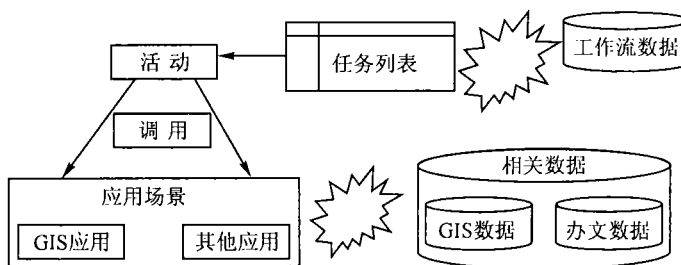 工作流数据
任务列表
活动
调用
应用场景
相关数据
GIS应用
其他应用
GIS数据
办文数据